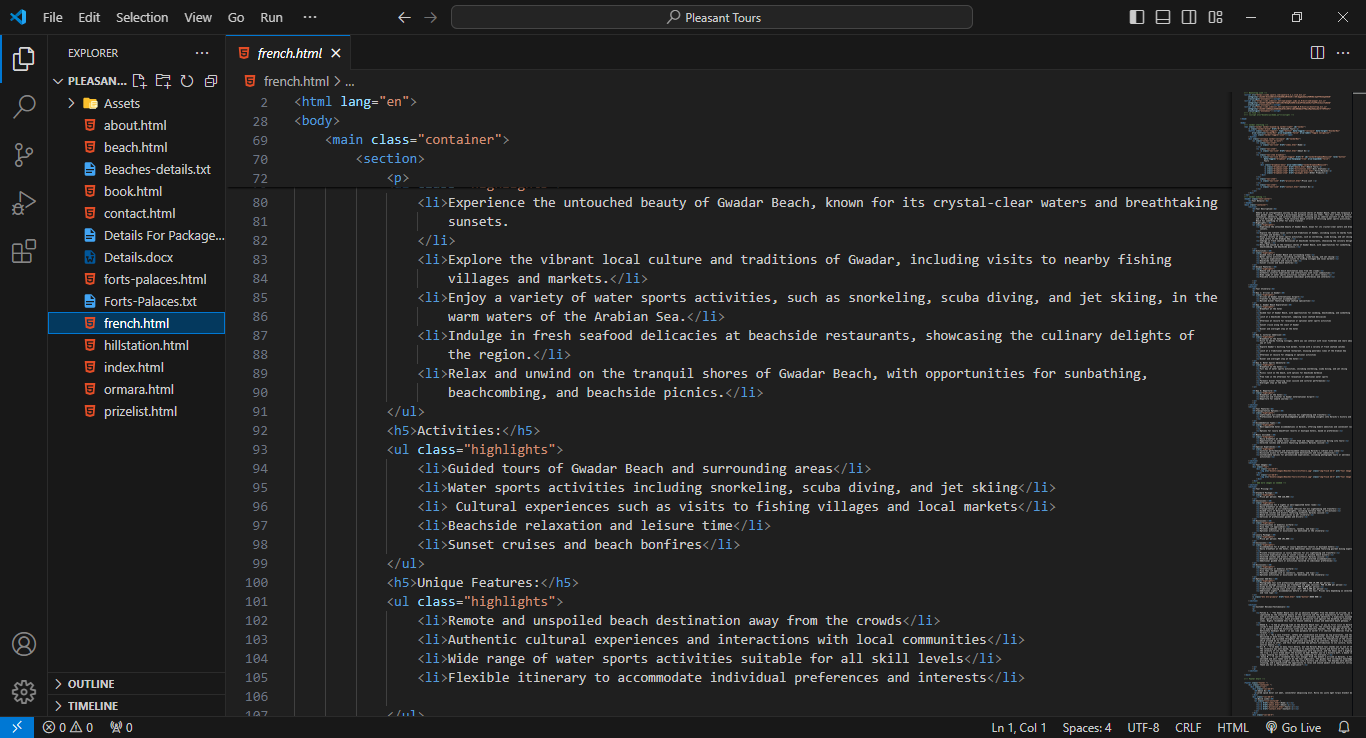 File Edit Selection View Go Run ··· Pleasant Tours
EXPLORER ···
PLEASAN...
Assets
about.html
beach.html
Beaches-details.txt
book.html
contact.html
Details For Package...
Details.docx
forts-palaces.html
Forts-Palaces.txt
french.html
hillstation.html
index.html
ormara.html
prizelist.html
OUTLINE
TIMELINE
french.html
french.html > ...
2 <html lang="en">
28 <body>
69 <main class="container">
70 <section>
72 <p>
80 <li>Experience the untouched beauty of Gwadar Beach, known for its crystal-clear waters and breathtaking
81 sunsets.
82 </li>
83 <li>Explore the vibrant local culture and traditions of Gwadar, including visits to nearby fishing
84 villages and markets.</li>
85 <li>Enjoy a variety of water sports activities, such as snorkeling, scuba diving, and jet skiing, in the
86 warm waters of the Arabian Sea.</li>
87 <li>Indulge in fresh seafood delicacies at beachside restaurants, showcasing the culinary delights of
88 the region.</li>
89 <li>Relax and unwind on the tranquil shores of Gwadar Beach, with opportunities for sunbathing,
90 beachcombing, and beachside picnics.</li>
91 </ul>
92 <h5>Activities:</h5>
93 <ul class="highlights">
94 <li>Guided tours of Gwadar Beach and surrounding areas</li>
95 <li>Water sports activities including snorkeling, scuba diving, and jet skiing</li>
96 <li> Cultural experiences such as visits to fishing villages and local markets</li>
97 <li>Beachside relaxation and leisure time</li>
98 <li>Sunset cruises and beach bonfires</li>
99 </ul>
100 <h5>Unique Features:</h5>
101 <ul class="highlights">
102 <li>Remote and unspoiled beach destination away from the crowds</li>
103 <li>Authentic cultural experiences and interactions with local communities</li>
104 <li>Wide range of water sports activities suitable for all skill levels</li>
105 <li>Flexible itinerary to accommodate individual preferences and interests</li>
106
107 </ul>
0 0 0 Ln 1, Col 1 Spaces: 4 UTF-8 CRLF HTML Go Live